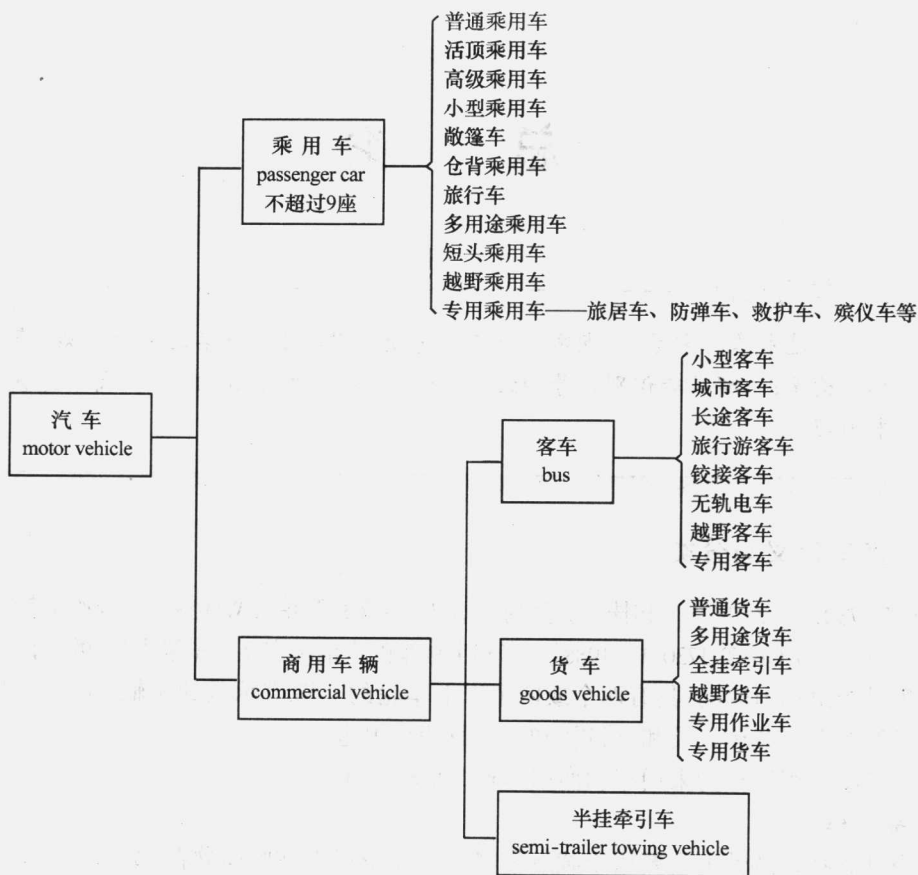 普通乘用车
活顶乘用车
高级乘用车
小型乘用车
敞篷车
仓背乘用车
旅行车
多用途乘用车
短头乘用车
越野乘用车
专用乘用车——旅居车、防弹车、救护车、殡仪车等
乘用车
passenger car
不超过9座
汽车
motor vehicle
小型客车
城市客车
长途客车
旅行游客车
铰接客车
无轨电车
越野客车
专用客车
客车
bus
商用车辆
commercial vehicle
普通货车
多用途货车
全挂牵引车
越野货车
专用作业车
专用货车
货车
goods vehicle
半挂牵引车
semi-trailer towing vehicle